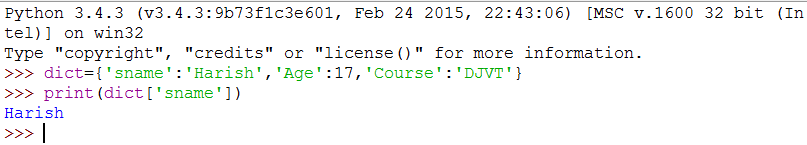 Python 3.4.3 (v3.4.3:9b73f1c3e601, Feb 24 2015, 22:43:06) [MSC v.1600 32 bit (In
tel)] on win32
Type "copyright", "credits" or "license()" for more information.
>>> dict={'sname':'Harish','Age':17,'Course':'DJVT'}
>>> print(dict['sname'])
Harish
>>>